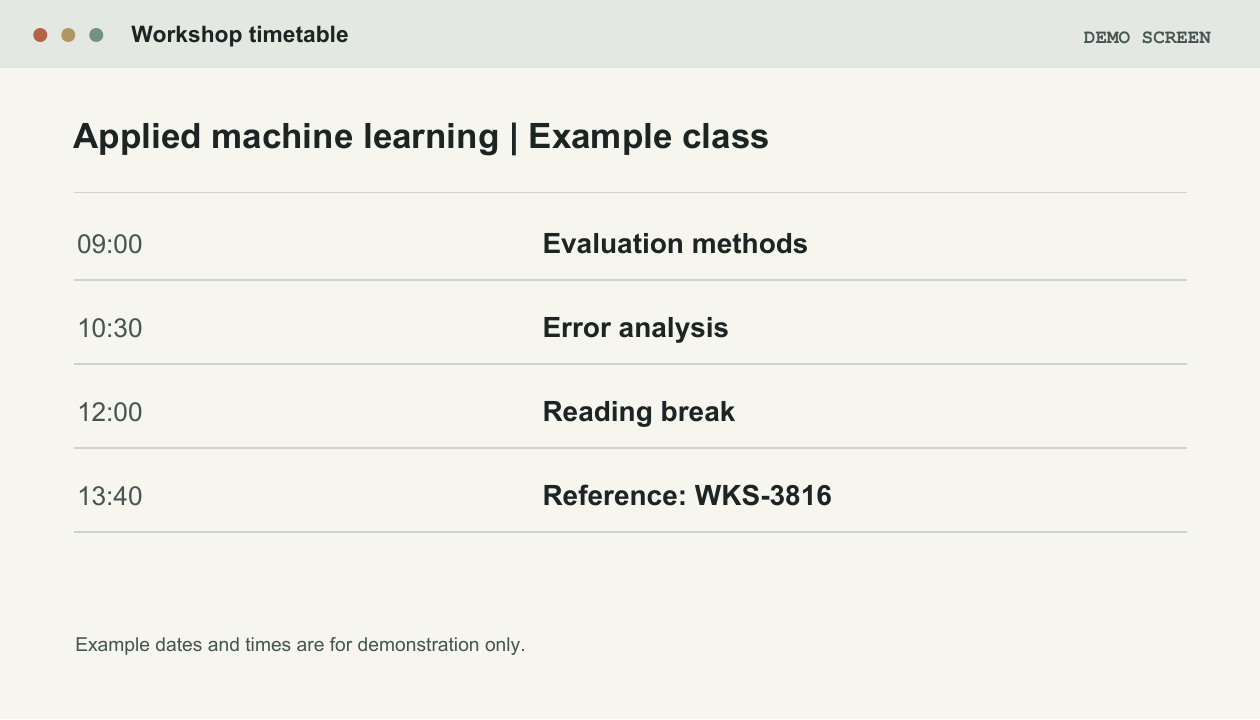 Workshop timetable
DEMO SCREEN
Applied machine learning | Example class
09:00 Evaluation methods
10:30 Error analysis
12:00 Reading break
13:40 Reference: WKS-3816
Example dates and times are for demonstration only.